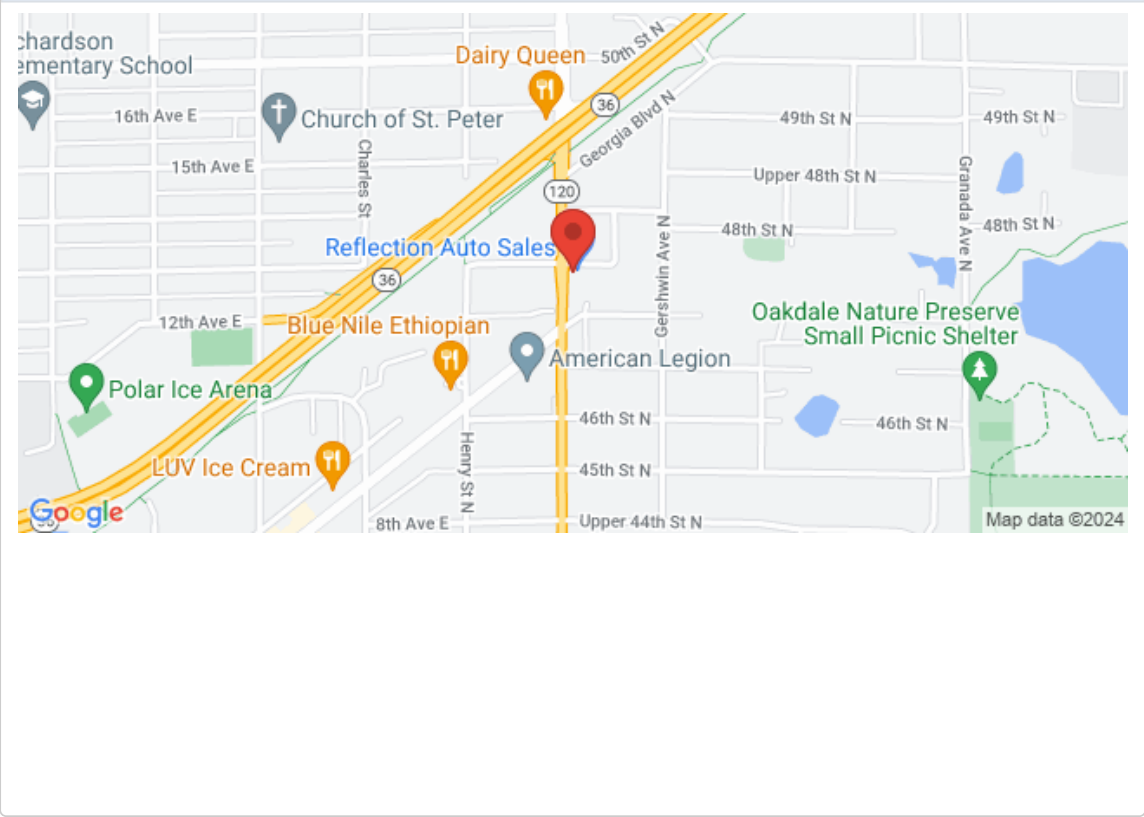 chardson
ementary School
Dairy Queen
50th St N
36
16th Ave E
Church of St. Peter
Georgia Blvd N
49th St N
49th St N
15th Ave E
Charles St
120
Upper 48th St N
Granada Ave N
Reflection Auto Sales
48th St N
48th St N
Gershwin Ave N
36
12th Ave E
Blue Nile Ethiopian
American Legion
Oakdale Nature Preserve
Small Picnic Shelter
Polar Ice Arena
46th St N
46th St N
LUV Ice Cream
Henry St N
45th St N
Google
8th Ave E
Upper 44th St N
Map data ©2024